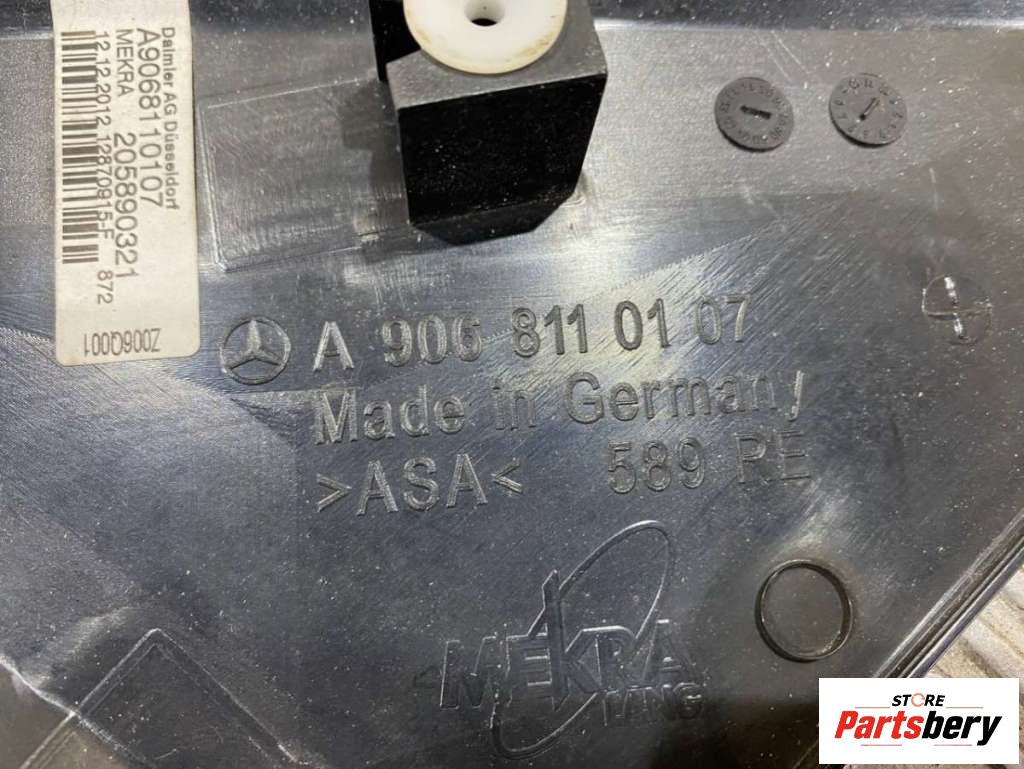 Daimler AG Düsseldorf
A9068110107
MEKRA 205890321
12.12.2012 12870915-F 872
Z006Q001
A 906 811 01 07
Made in Germany
>ASA< 589 RE
MEKRA
LANG
STORE
Partsbery